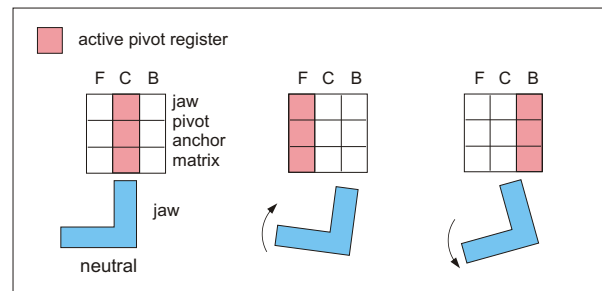 active pivot register
F C B
F C B
F C B
jaw
pivot
anchor
matrix
jaw
neutral